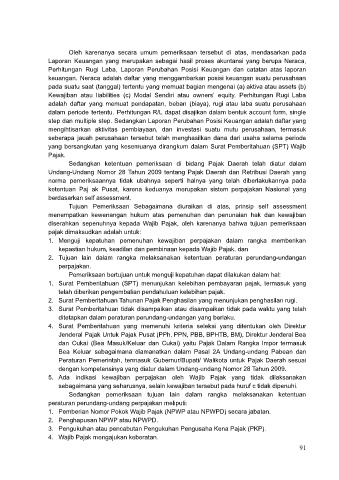 Oleh karenanya secara umum pemeriksaan tersebut di atas, mendasarkan pada
Laporan Keuangan yang merupakan sebagai hasil proses akuntansi yang berupa Neraca,
Perhitungan Rugi Laba, Laporan Perubahan Posisi Keuangan dan catatan atas laporan
keuangan. Neraca adalah daftar yang menggambarkan posisi keuangan suatu perusahaan
pada suatu saat (tanggal) tertentu yang memuat bagian mengenai (a) aktiva atau assets (b)
Kewajiban atau liabilities (c) Modal Sendiri atau owners' equity. Perhitungan Rugi Laba
adalah daftar yang memuat pendapatan, beban (biaya), rugi atau laba suatu perusahaan
dalam periode tertentu. Perhitungan R/L dapat disajikan dalam bentuk account form, single
step dan multiple step. Sedangkan Laporan Perubahan Posisi Keuangan adalah daftar yang
mengihtisarkan aktivitas pembiayaan, dan investasi suatu mutu perusahaan, termasuk
seberapa jauah perusahaan tersebut telah menghasilkan dana dari usaha selama periode
yang bersangkutan yang kesemuanya dirangkum dalam Surat Pemberitahuan (SPT) Wajib
Pajak.
Sedangkan ketentuan pemeriksaan di bidang Pajak Daerah telah diatur dalam
Undang-Undang Nomor 28 Tahun 2009 tentang Pajak Daerah dan Retribusi Daerah yang
norma pemeriksaannya tidak ubahnya seperti halnya yang telah diberlakukannya pada
ketentuan Paj ak Pusat, karena keduanya merupakan sistem perpajakan Nasional yang
berdasarkan self assessment.
Tujuan Pemeriksaan Sebagaimana diuraikan di atas, prinsip self assessment
menempatkan kewenangan hukum atas pemenuhan dan penunaian hak dan kewajiban
diserahkan sepenuhnya kepada Wajib Pajak, oleh karenanya bahwa tujuan pemeriksaan
pajak dimaksudkan adalah untuk:
1. Menguji kepatuhan pemenuhan kewajiban perpajakan dalam rangka memberikan
kepastian hukum, keadilan dan pembinaan kepada Wajib Pajak, dan
2. Tujuan lain dalam rangka melaksanakan ketentuan peraturan perundang-undangan
perpajakan.
Pemeriksaan bertujuan untuk menguji kepatuhan dapat dilakukan dalam hal:
1. Surat Pemberitahuan (SPT) menunjukan kelebihan pembayaran pajak, termasuk yang
telah diberikan pengembalian pendahuluan kelebihan pajak.
2. Surat Pemberitahuan Tahunan Pajak Penghasilan yang menunjukan penghasilan rugi.
3. Surat Pemberitahuan tidak disampaikan atau disampaikan tidak pada waktu yang telah
ditetapkan dalam peraturan perundang-undangan yang berlaku.
4. Surat Pemberitahuan yang memenuhi kriteria seleksi yang ditentukan oleh Direktur
Jenderal Pajak Untuk Pajak Pusat (PPh, PPN, PBB, BPHTB, BM), Direktur Jenderal Bea
dan Cukai (Bea Masuk/Keluar dan Cukai) yaitu Pajak Dalam Rangka Impor termasuk
Bea Keluar sebagaimana diamanatkan dalam Pasal 2A Undang-undang Pabean dan
Peraturan Pemerintah, termasuk Gubernur/Bupati/ Walikota untuk Pajak Daerah sesuai
dengan kompetensinya yang diatur dalam Undang-undang Nomor 28 Tahun 2009.
5. Ada indikasi kewajiban perpajakan oleh Wajib Pajak yang tidak dilaksanakan
sebagaimana yang seharusnya, selain kewajiban tersebut pada huruf c tidak dipenuhi.
Sedangkan pemeriksaan tujuan lain dalam rangka melaksanakan ketentuan
peraturan perundang-undang perpajakan meliputi:
1. Pemberian Nomor Pokok Wajib Pajak (NPWP atau NPWPD) secara jabatan.
2. Penghapusan NPWP atau NPWPD.
3. Pengukuhan atau pencabutan Pengukuhan Pengusaha Kena Pajak (PKP).
4. Wajib Pajak mengajukan keberatan.
91